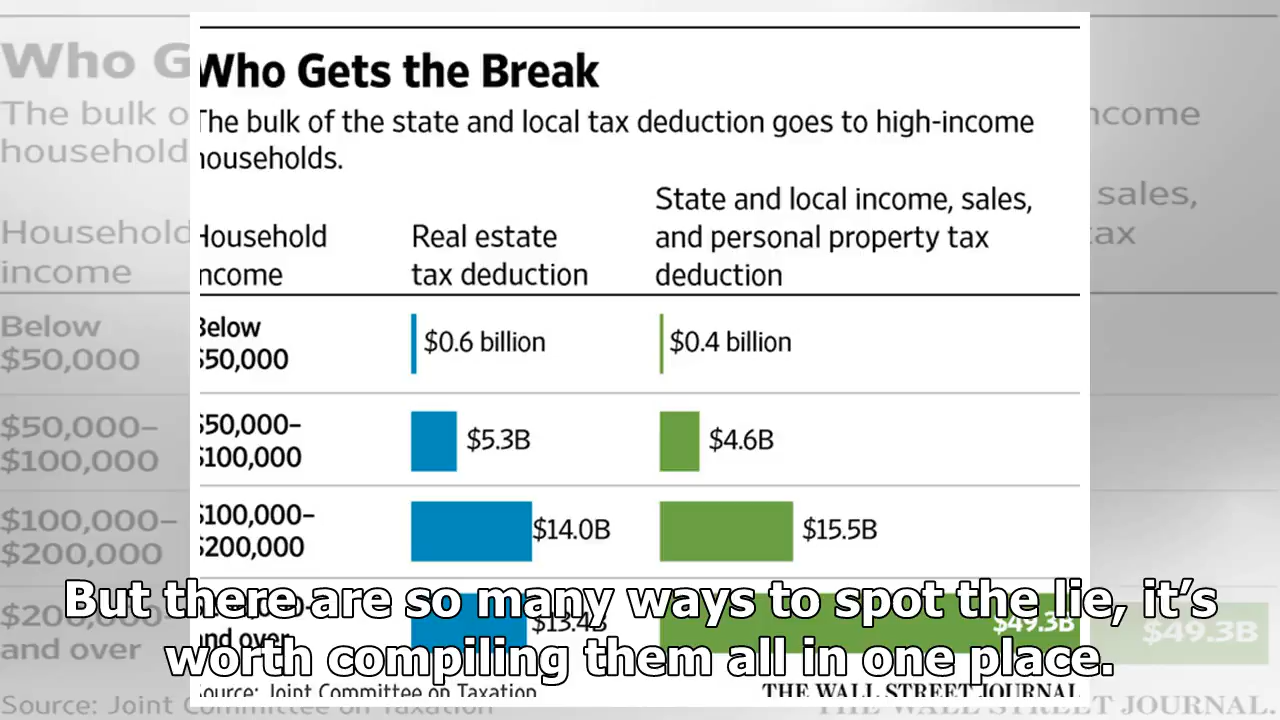 Who Gets the Break
The bulk of the state and local tax deduction goes to high-income
households.
Household
income
Real estate
tax deduction
State and local income, sales,
and personal property tax
deduction
Below
$50,000
$0.6 billion
$0.4 billion
$50,000–
$100,000
$5.3B
$4.6B
$100,000–
$200,000
$14.0B
$15.5B
$200,000
and over
$13.4B
$49.3B
But there are so many ways to spot the lie, it’s
worth compiling them all in one place.
Source: Joint Committee on Taxation
THE WALL STREET JOURNAL.